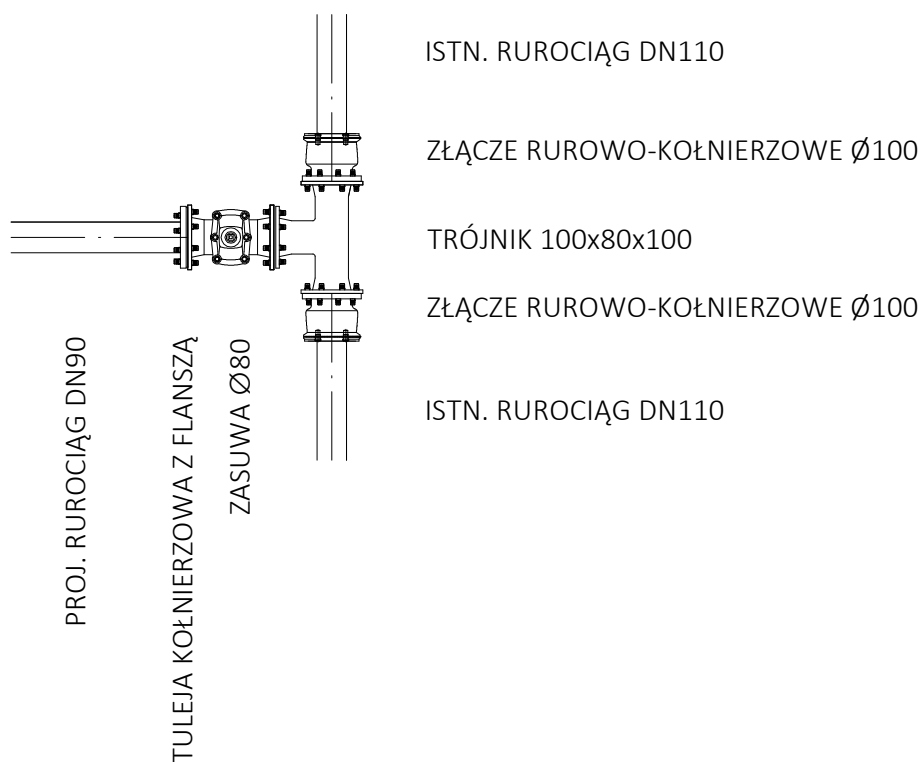 ISTN. RUROCIĄG DN110
ZŁĄCZE RUROWO-KOŁNIERZOWE Ø100
TRÓJNIK 100x80x100
ZŁĄCZE RUROWO-KOŁNIERZOWE Ø100
ISTN. RUROCIĄG DN110
PROJ. RUROCIĄG DN90
TULEJA KOŁNIERZOWA Z FLANSZĄ
ZASUWA Ø80